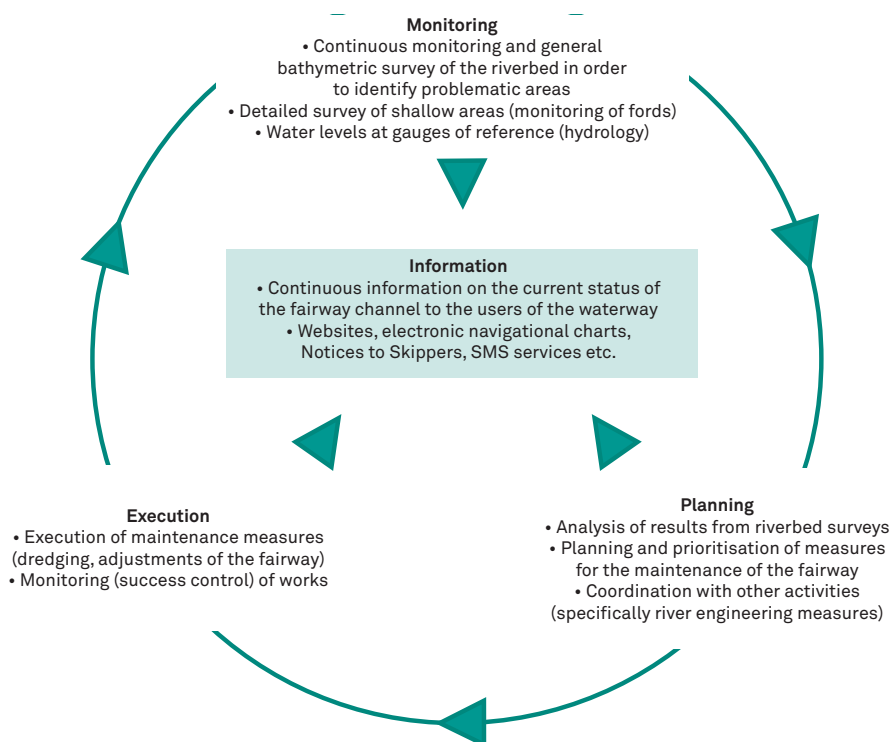 Monitoring
• Continuous monitoring and general
bathymetric survey of the riverbed in order
to identify problematic areas
• Detailed survey of shallow areas (monitoring of fords)
• Water levels at gauges of reference (hydrology)
Information
• Continuous information on the current status of
the fairway channel to the users of the waterway
• Websites, electronic navigational charts,
Notices to Skippers, SMS services etc.
Execution
• Execution of maintenance measures
(dredging, adjustments of the fairway)
• Monitoring (success control) of works
Planning
• Analysis of results from riverbed surveys
• Planning and prioritisation of measures
for the maintenance of the fairway
• Coordination with other activities
(specifically river engineering measures)